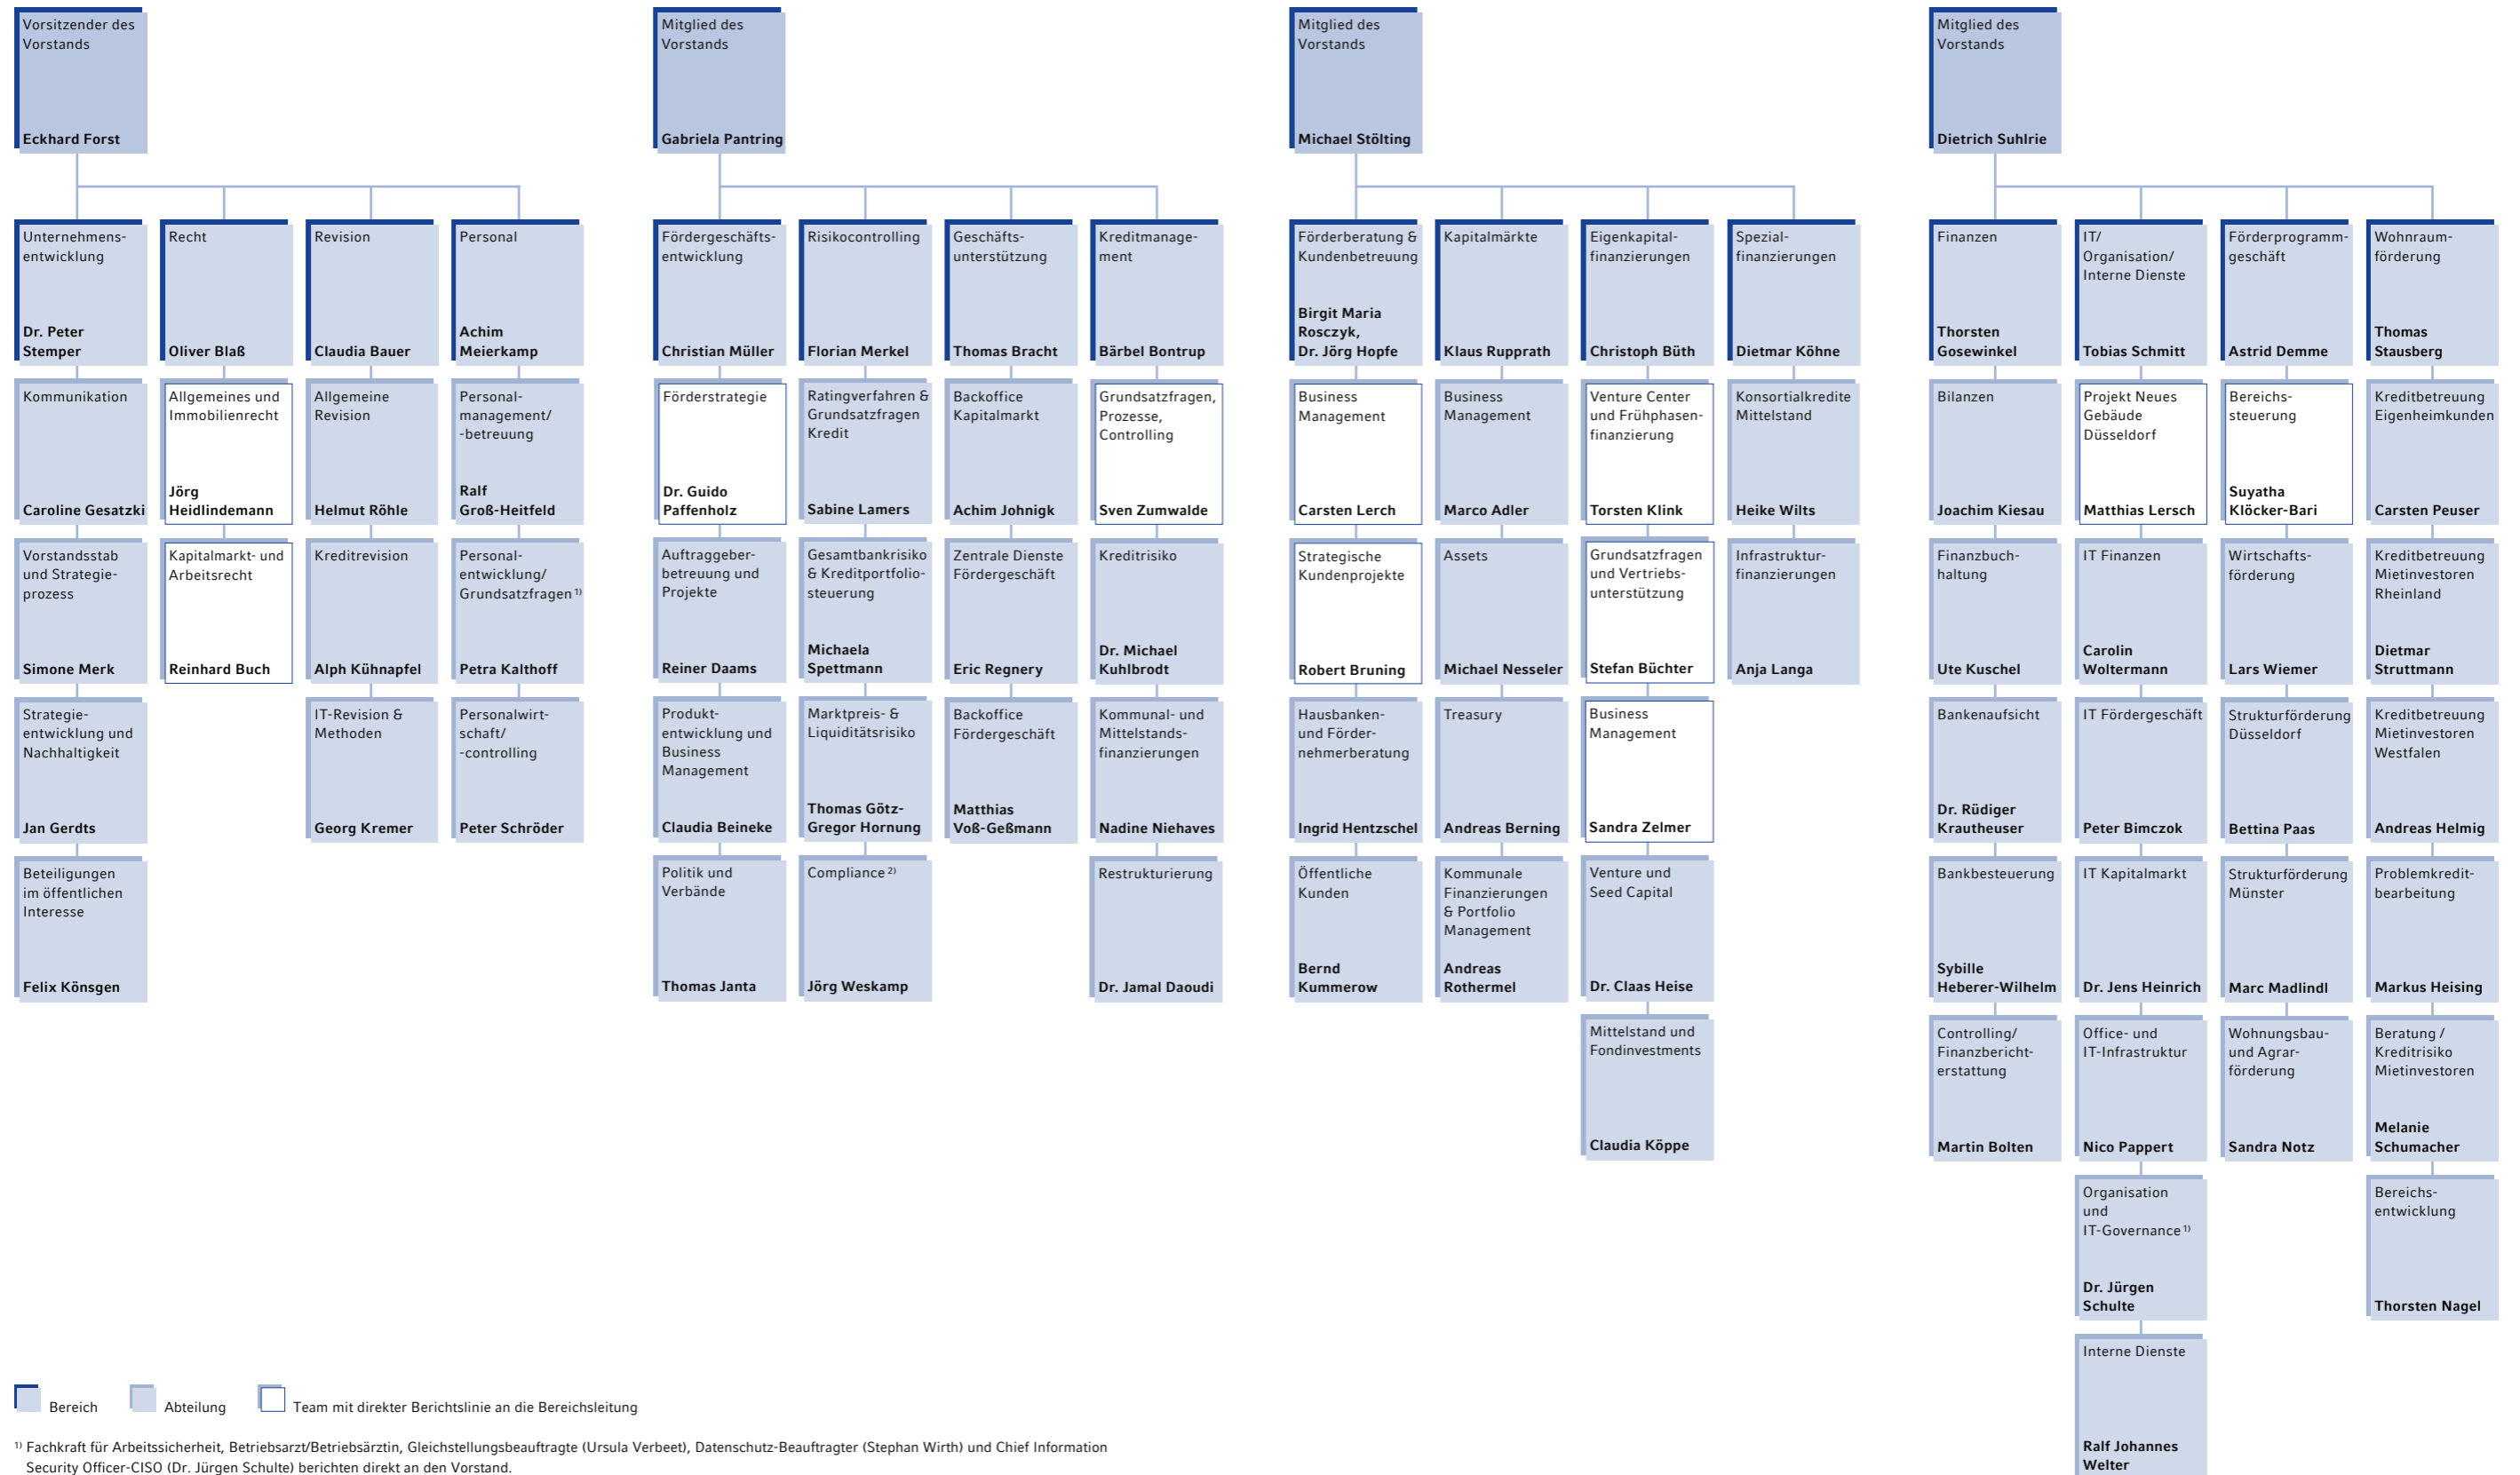 Vorsitzender des
Vorstands
Eckhard Forst
Mitglied des
Vorstands
Gabriela Pantring
Mitglied des
Vorstands
Michael Stölting
Mitglied des
Vorstands
Dietrich Suhlrie
Unternehmens-
entwicklung
Dr. Peter
Stemper
Recht
Oliver Blaß
Revision
Claudia Bauer
Personal
Achim
Meierkamp
Fördergeschäfts-
entwicklung
Christian Müller
Risikocontrolling
Florian Merkel
Geschäfts-
unterstützung
Thomas Bracht
Kreditmanage-
ment
Bärbel Bontrup
Förderberatung &
Kundenbetreuung
Birgit Maria
Rosczyk,
Dr. Jörg Hopfe
Kapitalmärkte
Klaus Rupprath
Eigenkapital-
finanzierungen
Christoph Büth
Spezial-
finanzierungen
Dietmar Köhne
Finanzen
Thorsten
Gosewinkel
IT/
Organisation/
Interne Dienste
Tobias Schmitt
Förderprogramm-
geschäft
Astrid Demme
Wohnraum-
förderung
Thomas
Stausberg
Kommunikation
Caroline Gesatzki
Allgemeines und
Immobilienrecht
Jörg
Heidlindemann
Allgemeine
Revision
Helmut Röhle
Personal-
management/
-betreuung
Ralf
Groß-Heitfeld
Förderstrategie
Dr. Guido
Paffenholz
Ratingverfahren &
Grundsatzfragen
Kredit
Sabine Lamers
Backoffice
Kapitalmarkt
Achim Johnigk
Grundsatzfragen,
Prozesse,
Controlling
Sven Zumwalde
Business
Management
Carsten Lerch
Business
Management
Marco Adler
Venture Center
und Frühphasen-
finanzierung
Torsten Klink
Konsortialkredite
Mittelstand
Heike Wilts
Bilanzen
Joachim Kiesau
Projekt Neues
Gebäude
Düsseldorf
Matthias Lersch
Bereichs-
steuerung
Suyatha
Klöcker-Bari
Kreditbetreuung
Eigenheimkunden
Carsten Peuser
Vorstandsstab
und Strategie-
prozess
Simone Merk
Kapitalmarkt- und
Arbeitsrecht
Reinhard Buch
Kreditrevision
Alph Kühnapfel
Personal-
entwicklung/
Grundsatzfragen 1)
Petra Kalthoff
Auftraggeber-
betreuung und
Projekte
Reiner Daams
Gesamtbankrisiko
& Kreditportfolio-
steuerung
Michaela
Spettmann
Zentrale Dienste
Fördergeschäft
Eric Regnery
Kreditrisiko
Dr. Michael
Kuhlbrodt
Strategische
Kundenprojekte
Robert Bruning
Assets
Michael Nesseler
Grundsatzfragen
und Vertriebs-
unterstützung
Stefan Büchter
Infrastruktur-
finanzierungen
Anja Langa
Finanzbuch-
haltung
Ute Kuschel
IT Finanzen
Carolin
Woltermann
Wirtschafts-
förderung
Lars Wiemer
Kreditbetreuung
Mietinvestoren
Rheinland
Dietmar
Struttmann
Strategie-
entwicklung und
Nachhaltigkeit
Jan Gerdts
IT-Revision &
Methoden
Georg Kremer
Personalwirt-
schaft/
-controlling
Peter Schröder
Produkt-
entwicklung und
Business
Management
Claudia Beineke
Marktpreis- &
Liquiditätsrisiko
Thomas Götz-
Gregor Hornung
Backoffice
Fördergeschäft
Matthias
Voß-Geßmann
Kommunal- und
Mittelstands-
finanzierungen
Nadine Niehaves
Hausbanken-
und Förder-
nehmerberatung
Ingrid Hentzschel
Treasury
Andreas Berning
Business
Management
Sandra Zelmer
Bankenaufsicht
Dr. Rüdiger
Krautheuser
IT Fördergeschäft
Peter Bimczok
Strukturförderung
Düsseldorf
Bettina Paas
Kreditbetreuung
Mietinvestoren
Westfalen
Andreas Helmig
Beteiligungen
im öffentlichen
Interesse
Felix Könsgen
Politik und
Verbände
Thomas Janta
Compliance 2)
Jörg Weskamp
Restrukturierung
Dr. Jamal Daoudi
Öffentliche
Kunden
Bernd
Kummerow
Kommunale
Finanzierungen
& Portfolio
Management
Andreas
Rothermel
Venture und
Seed Capital
Dr. Claas Heise
Bankbesteuerung
Sybille
Heberer-Wilhelm
IT Kapitalmarkt
Dr. Jens Heinrich
Strukturförderung
Münster
Marc Madlindl
Problemkredit-
bearbeitung
Markus Heising
Mittelstand und
Fondinvestments
Claudia Köppe
Controlling/
Finanzbericht-
erstattung
Martin Bolten
Office- und
IT-Infrastruktur
Nico Pappert
Wohnungsbau-
und Agrar-
förderung
Sandra Notz
Beratung /
Kreditrisiko
Mietinvestoren
Melanie
Schumacher
Organisation
und
IT-Governance 1)
Dr. Jürgen
Schulte
Bereichs-
entwicklung
Thorsten Nagel
Interne Dienste
Ralf Johannes
Welter
Bereich
Abteilung
Team mit direkter Berichtslinie an die Bereichsleitung
1) Fachkraft für Arbeitssicherheit, Betriebsarzt/Betriebsärztin, Gleichstellungsbeauftragte (Ursula Verbeet), Datenschutz-Beauftragter (Stephan Wirth) und Chief Information
Security Officer-CISO (Dr. Jürgen Schulte) berichten direkt an den Vorstand.